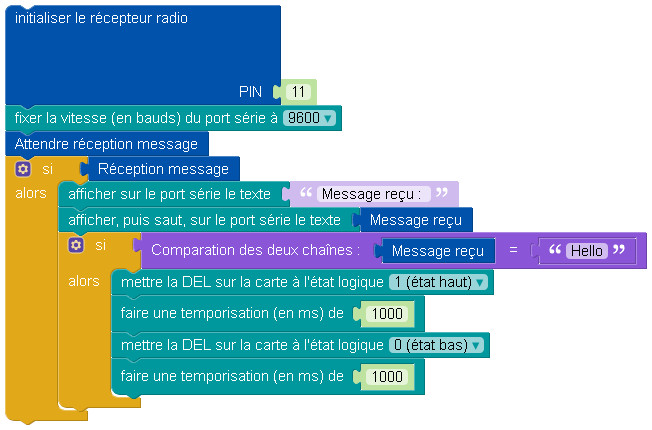 initialiser le récepteur radio
PIN 11
fixer la vitesse (en bauds) du port série à 9600
Attendre réception message
si Réception message
alors afficher sur le port série le texte “ Message reçu : ”
afficher, puis saut, sur le port série le texte Message reçu
si Comparation des deux chaînes : Message reçu = “ Hello ”
alors mettre la DEL sur la carte à l'état logique 1 (état haut)
faire une temporisation (en ms) de 1000
mettre la DEL sur la carte à l'état logique 0 (état bas)
faire une temporisation (en ms) de 1000